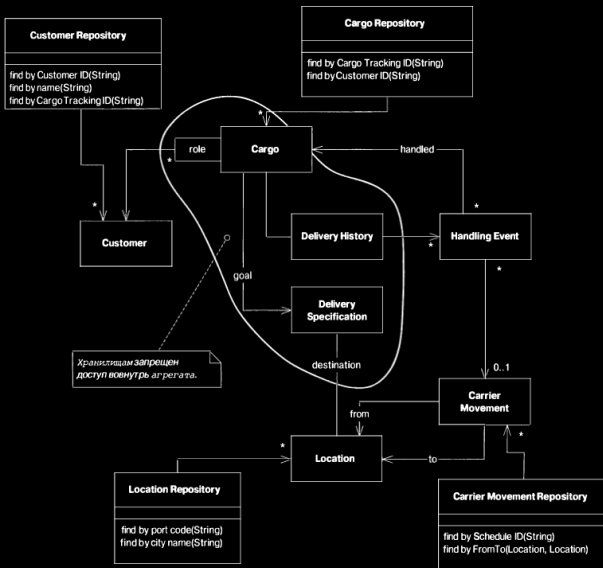 Customer Repository
find by Customer ID(String)
find by name(String)
find by Cargo Tracking ID(String)
Cargo Repository
find by Cargo Tracking ID(String)
find by Customer ID(String)
*
role
*
Cargo
handled
*
Customer
*
Delivery History
*
Handling Event
*
goal
Delivery
Specification
Хранилищам запрещен
доступ вовнутрь агрегата.
destination
0..1
Carrier
Movement
from
*
*
Location
to
Location Repository
find by port code(String)
find by city name(String)
Carrier Movement Repository
find by Schedule ID(String)
find by FromTo(Location, Location)